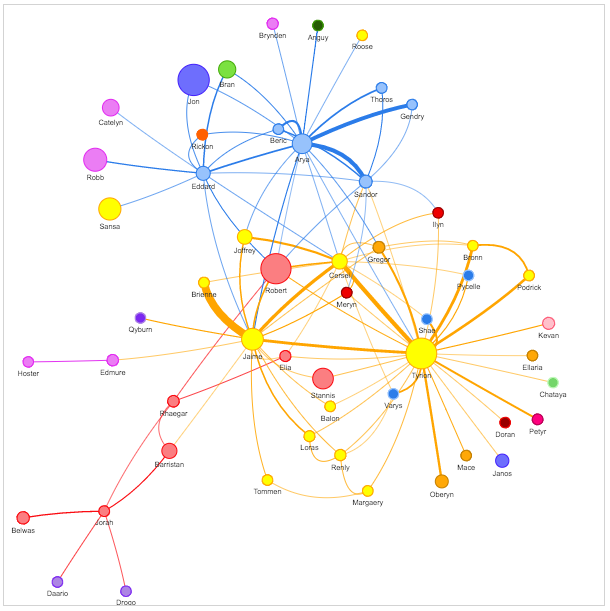 Brynden
Anguy
Roose
Jon
Bran
Thoros
Gendry
Catelyn
Rickon
Beric
Arya
Robb
Eddard
Sandor
Sansa
Ilyn
Joffrey
Gregor
Bronn
Cersei
Robert
Pycelle
Podrick
Brienne
Meryn
Qyburn
Shae
Kevan
Jaime
Elia
Tyrion
Ellaria
Hoster
Edmure
Stannis
Chataya
Varys
Rhaegar
Balon
Petyr
Doran
Loras
Barristan
Renly
Mace
Janos
Tommen
Margaery
Oberyn
Jorah
Belwas
Daario
Drogo